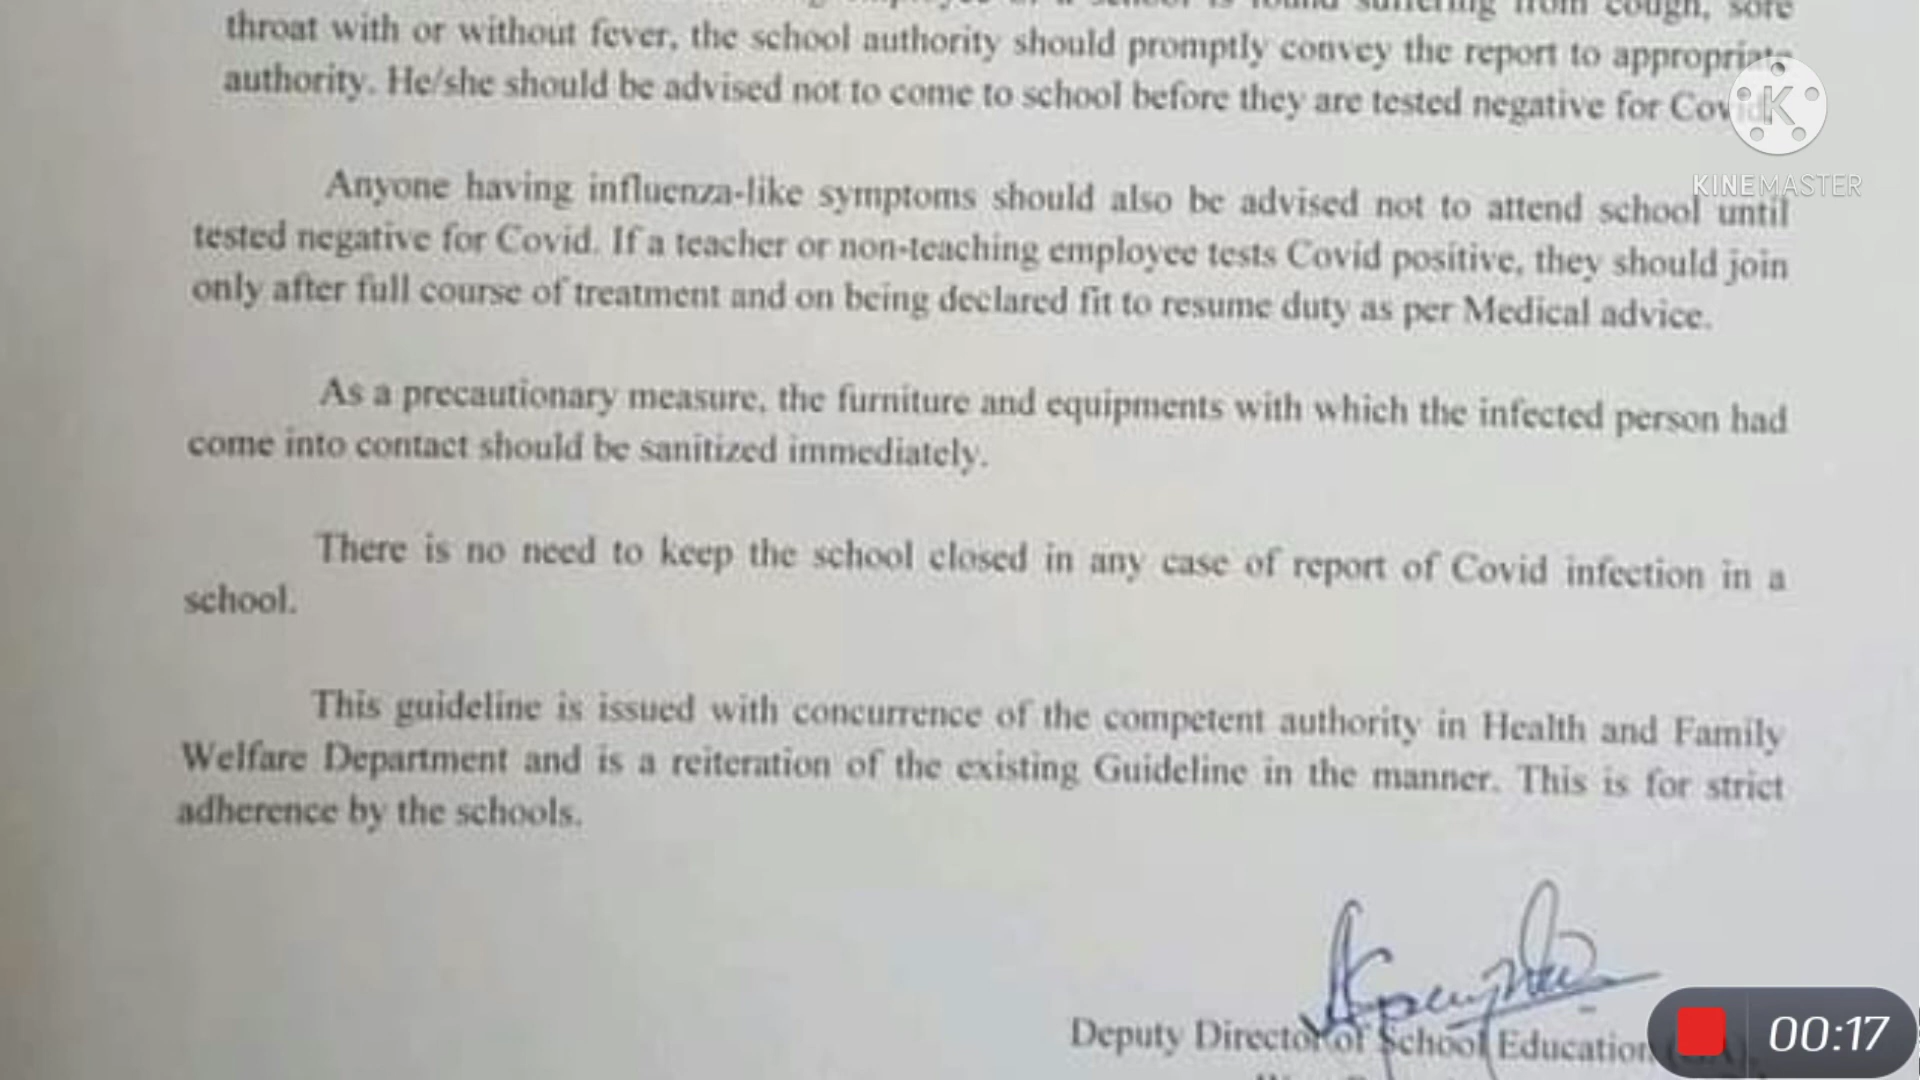 suffering from cough, sore
throat with or without fever, the school authority should promptly convey the report to appropriate
authority. He/she should be advised not to come to school before they are tested negative for Covid
K
KINEMASTER
Anyone having influenza-like symptoms should also be advised not to attend school until
tested negative for Covid. If a teacher or non-teaching employee tests Covid positive, they should join
only after full course of treatment and on being declared fit to resume duty as per Medical advice.
As a precautionary measure, the furniture and equipments with which the infected person had
come into contact should be sanitized immediately.
There is no need to keep the school closed in any case of report of Covid infection in a
school.
This guideline is issued with concurrence of the competent authority in Health and Family
Welfare Department and is a reiteration of the existing Guideline in the manner. This is for strict
adherence by the schools.
Deputy Director of School Education
00:17